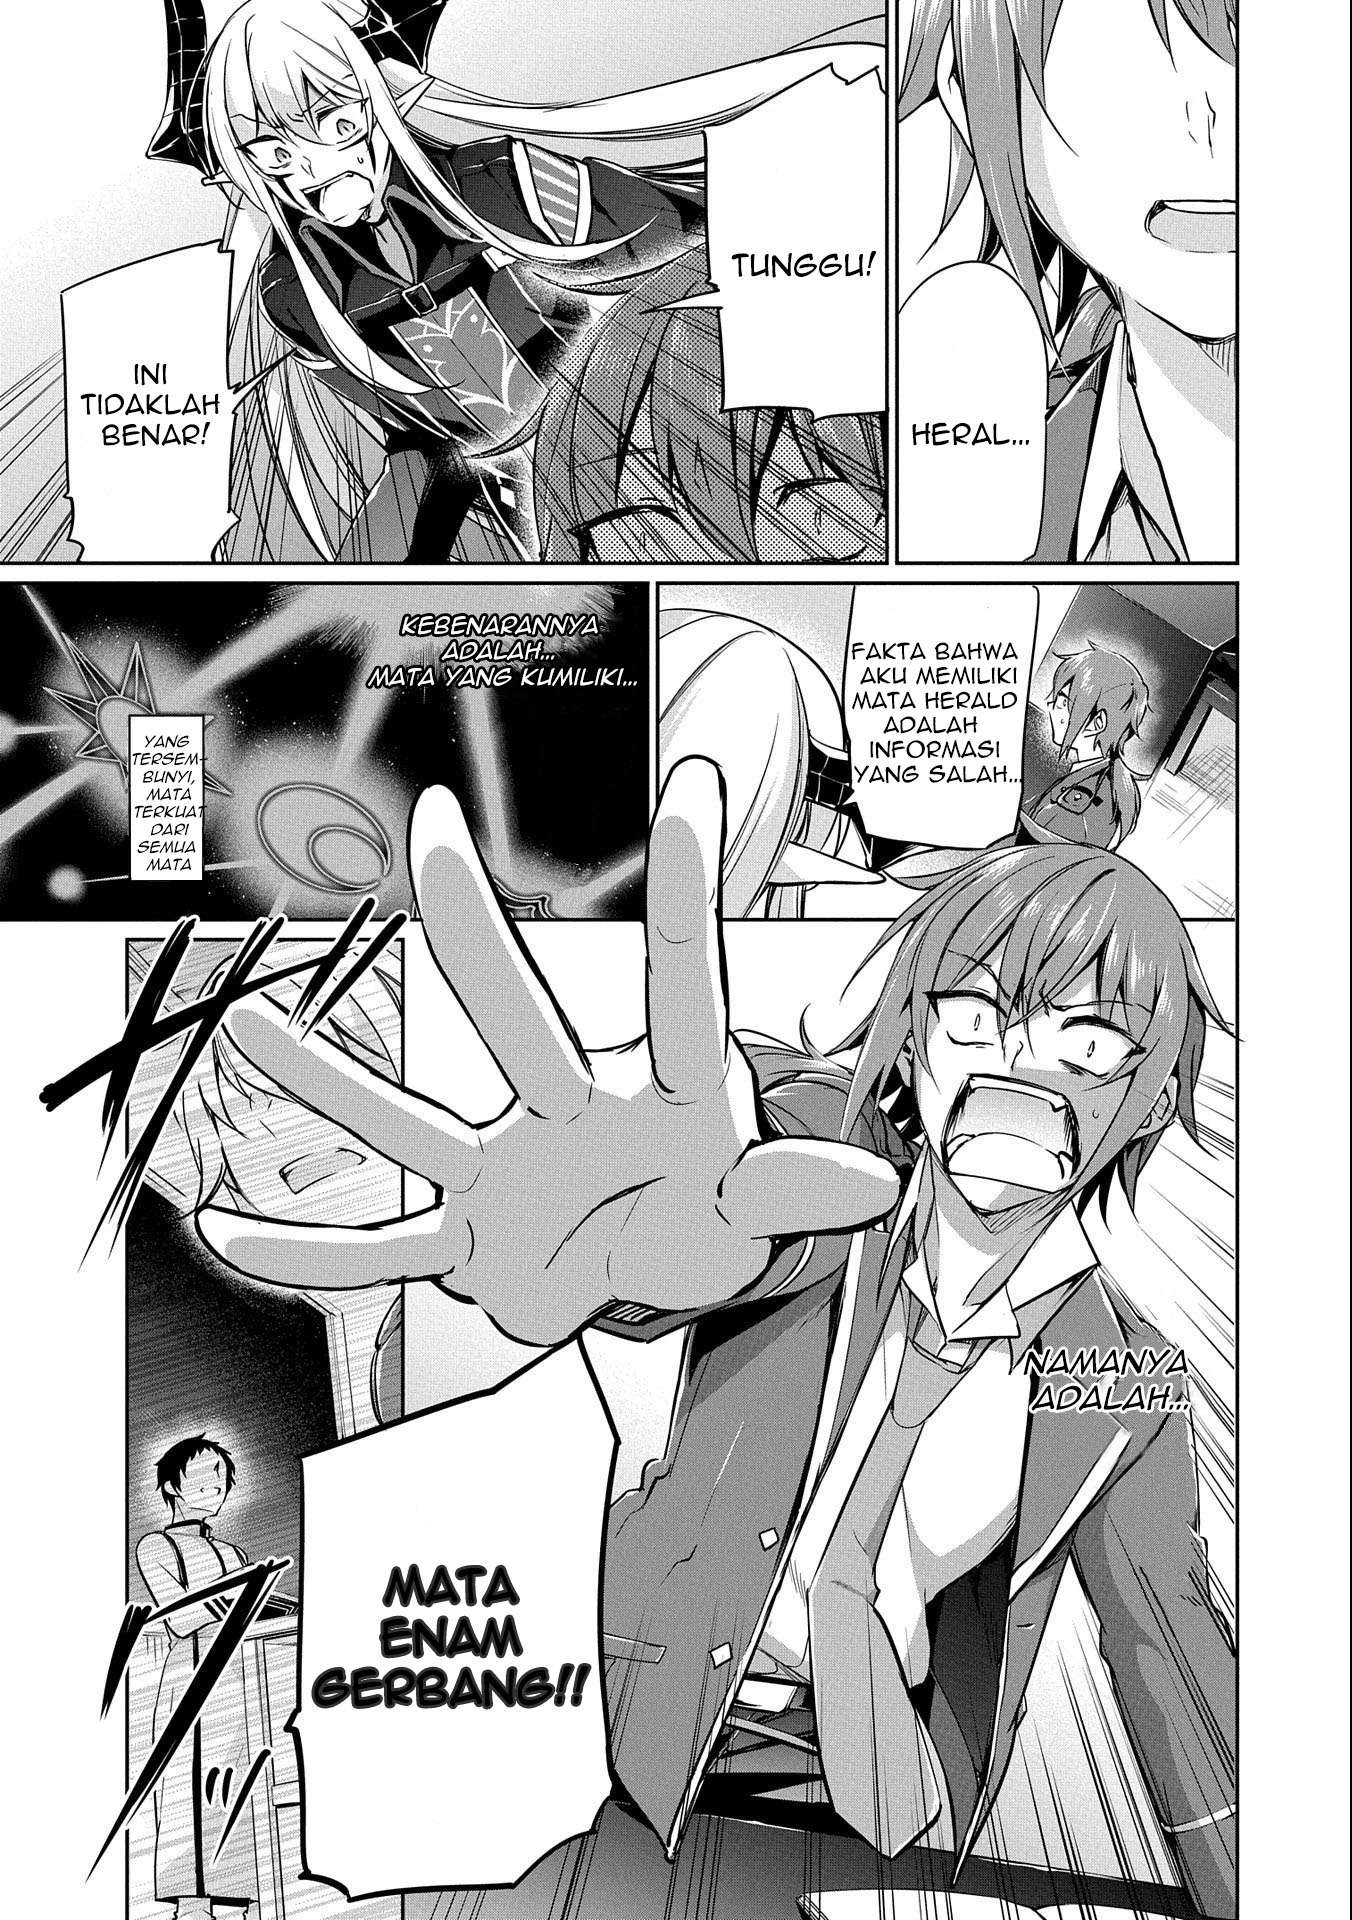 HERAL...
TUNGGU!
INI
TIDAKLAH
BENAR!
FAKTA BAHWA
AKU MEMILIKI
MATA HERALD
ADALAH
INFORMASI
YANG SALAH...
KEBENARANNYA
ADALAH...
MATA YANG KUMILIKI...
YANG
TERSEM-
BUNYI,
MATA
TERKUAT
DARI
SEMUA
MATA
NAMANYA
ADALAH...
MATA
ENAM
GERBANG!!